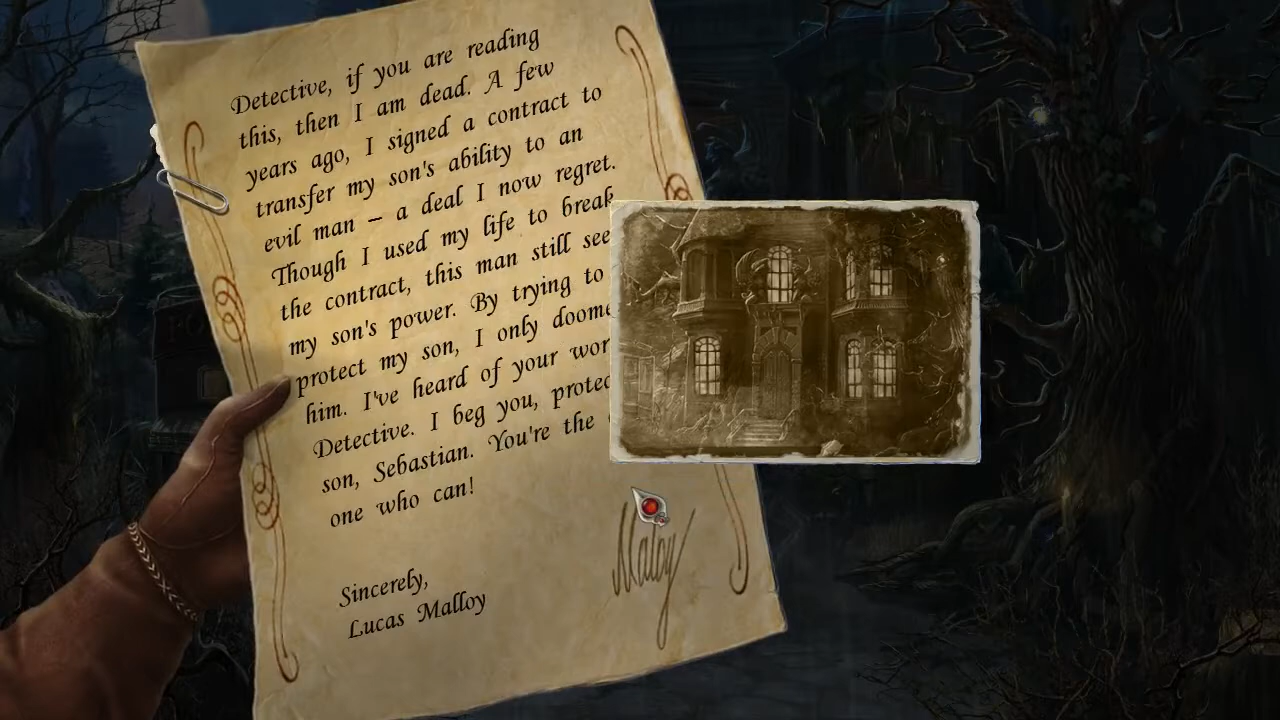 Detective, if you are reading
this, then I am dead. A few
years ago, I signed a contract to
transfer my son's ability to an
evil man – a deal I now regret.
Though I used my life to break
the contract, this man still see
my son's power. By trying to
protect my son, I only doome
him. I've heard of your wor
Detective. I beg you, protec
son, Sebastian. You're the
one who can!
Sincerely,
Lucas Malloy
Malloy